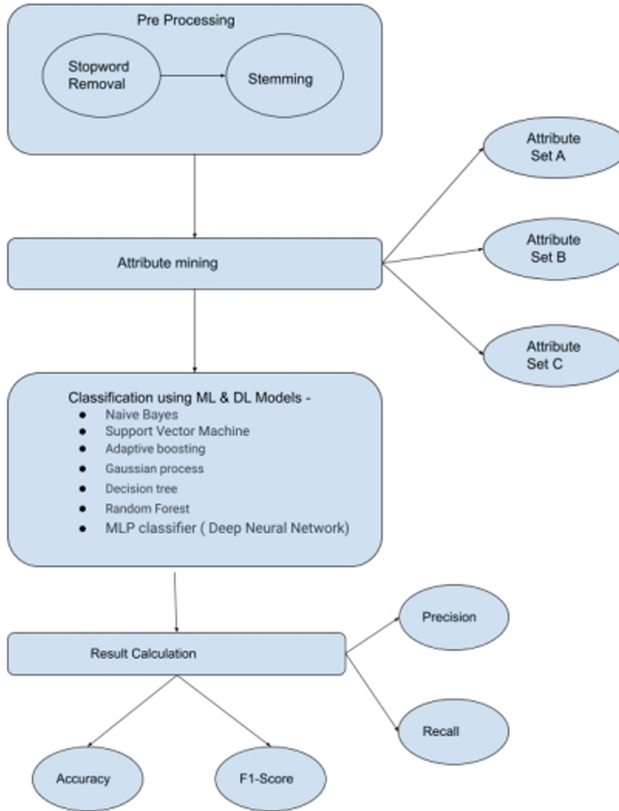 Pre Processing
Stopword
Removal
Stemming
Attribute
Set A
Attribute
Set B
Attribute mining
Attribute
Set C
Classification using ML & DL Models -
● Naive Bayes
● Support Vector Machine
● Adaptive boosting
● Gaussian process
● Decision tree
● Random Forest
● MLP classifier ( Deep Neural Network)
Precision
Result Calculation
Recall
Accuracy
F1-Score